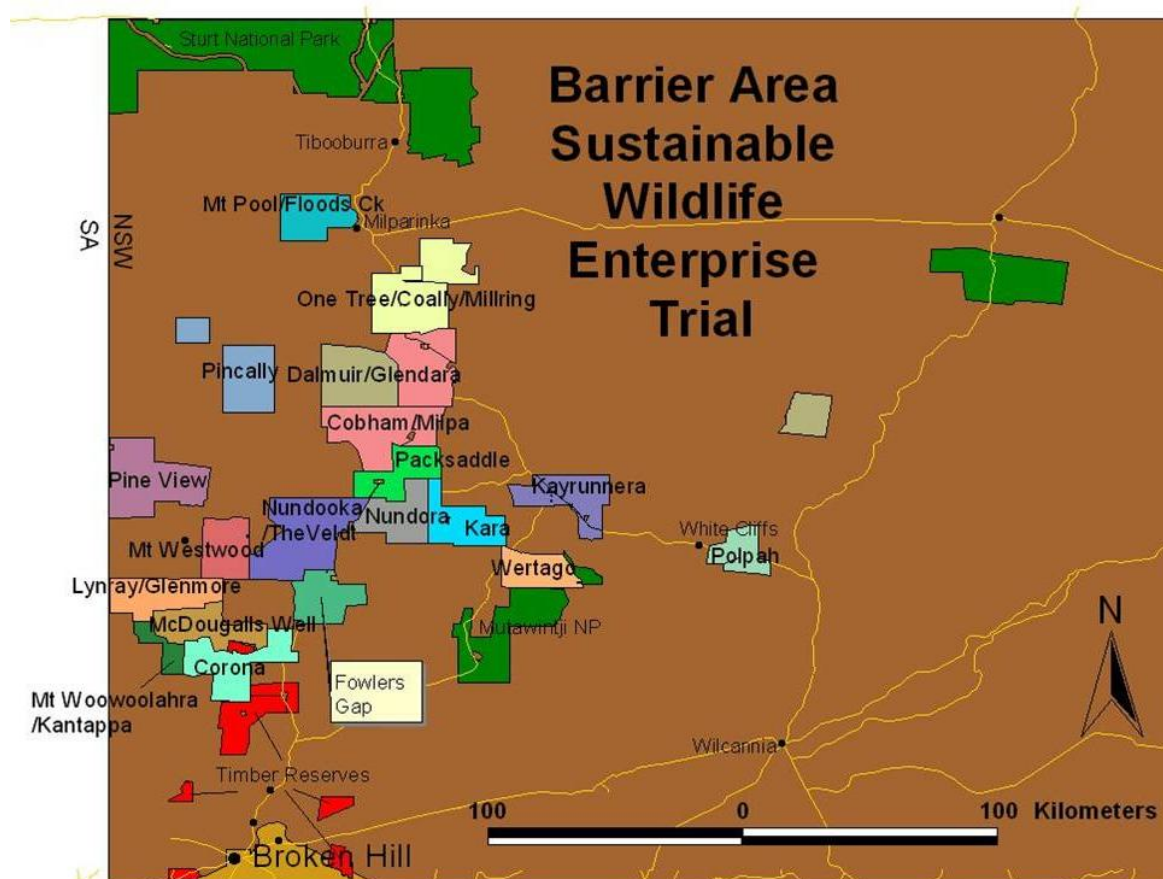 Sturt National Park
Barrier Area
Sustainable
Wildlife
Enterprise
Trial
Tibooburra
Mt Pool/Floods Ck
Milparinka
SA
NSW
One Tree/Coally/Millring
Pincally
Dalmuir/Glendara
Cobham/Milpa
Packsaddle
Pine View
Kayrunnera
Nundooka
/TheVeldt
Nundora
Kara
White Cliffs
Polpah
Mt Westwood
Wertago
Lynray/Glenmore
McDougalls Well
Mutawintji NP
N
Corona
Fowlers
Gap
Mt Woowoolahra
/Kantappa
Wilcannia
Timber Reserves
100 0 100 Kilometers
Broken Hill